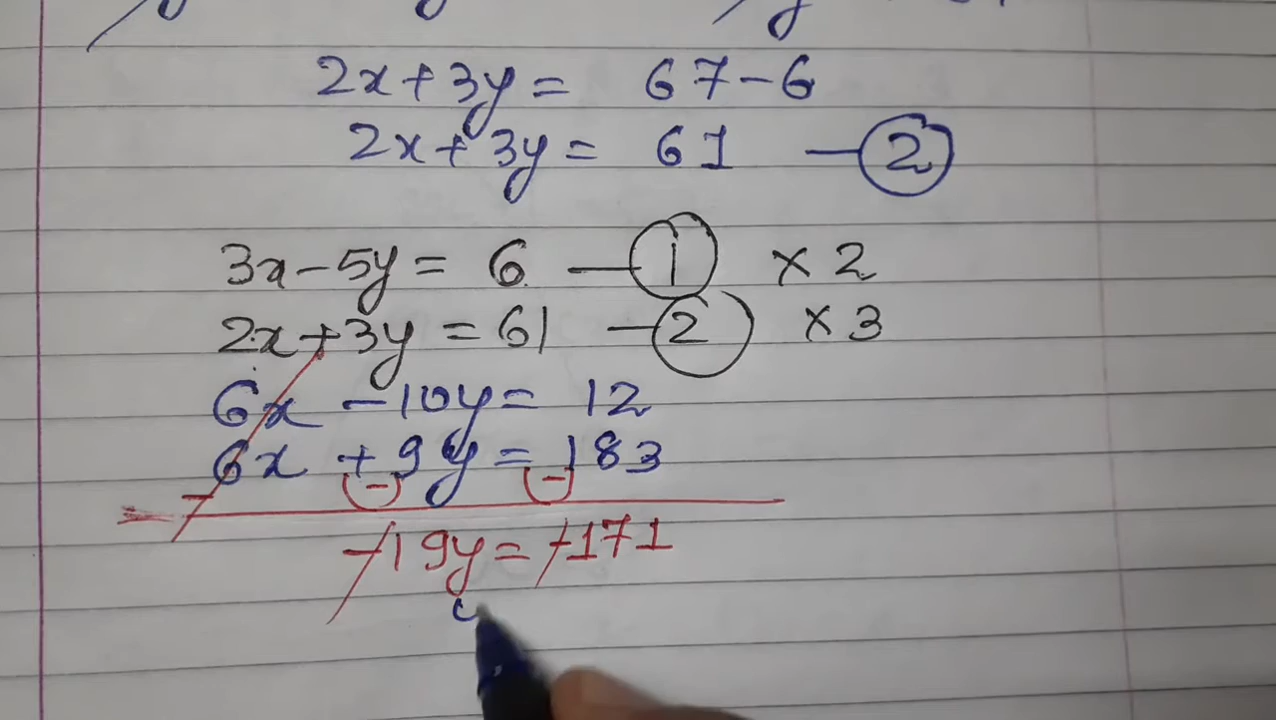 2x+3y= 67-6
2x+3y= 61 —②
3x-5y= 6 —① ×2
2x+3y=61 —② ×3
6x -10y= 12
6x +9y=183
- (-) (-)
-19y=-171